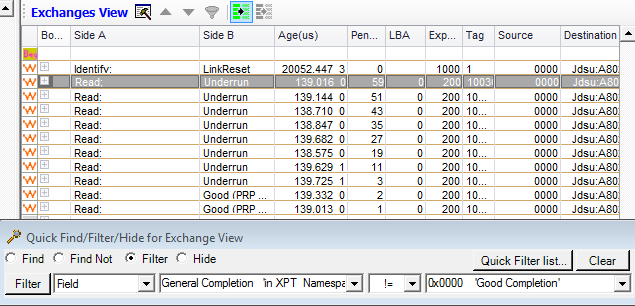 Exchanges View
Bo... Side A Side B Age(us) Pen... LBA Exp... Tag Source Destination
Identify: LinkReset 20052.447 3 0 1000 1 0000 Jdsu:A80
Read: Underrun 139.016 0 59 0 200 1003 0000 Jdsu:A80
Read: Underrun 139.144 0 51 0 200 10... 0000 Jdsu:A80
Read: Underrun 138.710 0 43 0 200 10... 0000 Jdsu:A80
Read: Underrun 138.847 0 35 0 200 10... 0000 Jdsu:A80
Read: Underrun 139.682 0 27 0 200 10... 0000 Jdsu:A80
Read: Underrun 138.575 0 19 0 200 10... 0000 Jdsu:A80
Read: Underrun 139.629 1 11 0 200 10... 0000 Jdsu:A80
Read: Underrun 139.725 1 3 0 200 10... 0000 Jdsu:A80
Read: Good (PRP ... 139.332 0 2 0 200 10... 0000 Jdsu:A80
Read: Good (PRP ... 139.013 0 1 0 200 10... 0000 Jdsu:A80
Quick Find/Filter/Hide for Exchange View
Find Find Not Filter Hide Quick Filter list... Clear
Filter Field General Completion 'in XPT Namespa != 0x0000 'Good Completion'